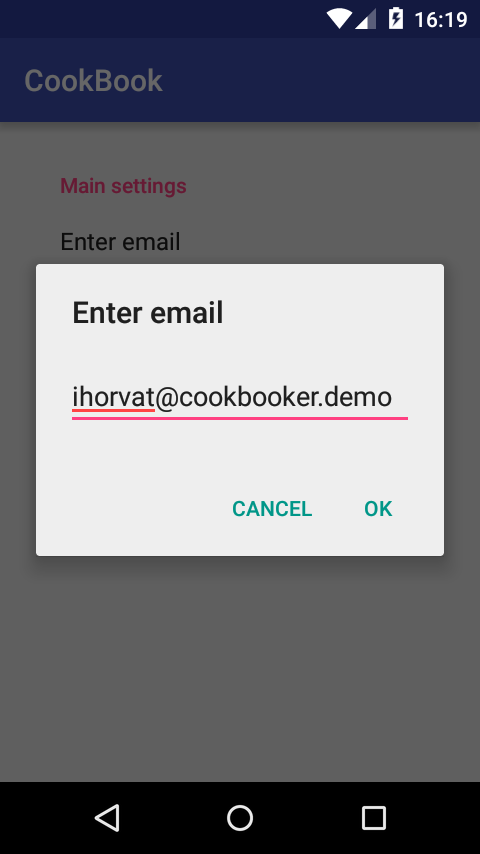 16:19
CookBook
Main settings
Enter email
Enter email
ihorvat@cookbooker.demo
CANCEL OK